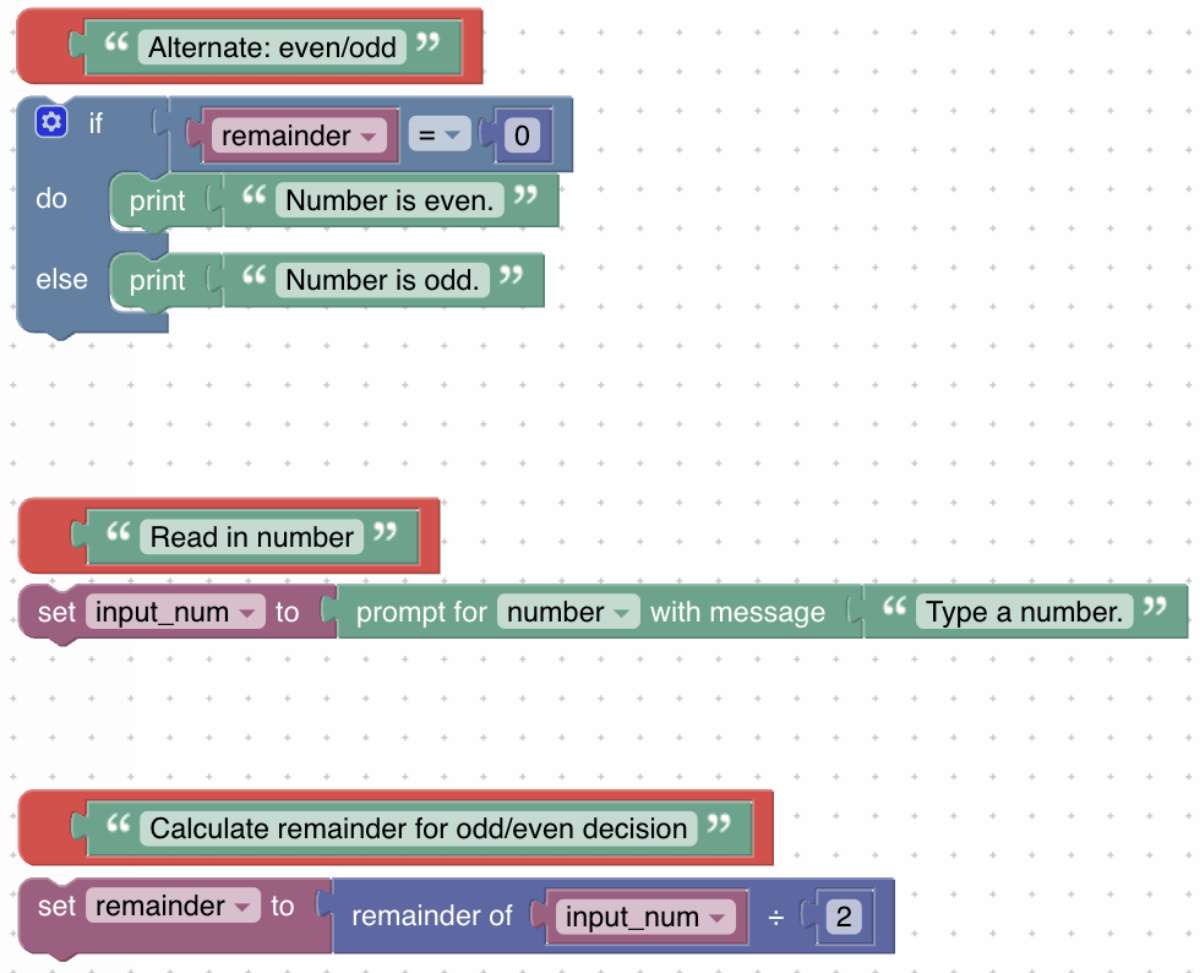 “ Alternate: even/odd ”
if remainder = 0
do print “ Number is even. ”
else print “ Number is odd. ”
“ Read in number ”
set input_num to prompt for number with message “ Type a number. ”
“ Calculate remainder for odd/even decision ”
set remainder to remainder of input_num ÷ 2